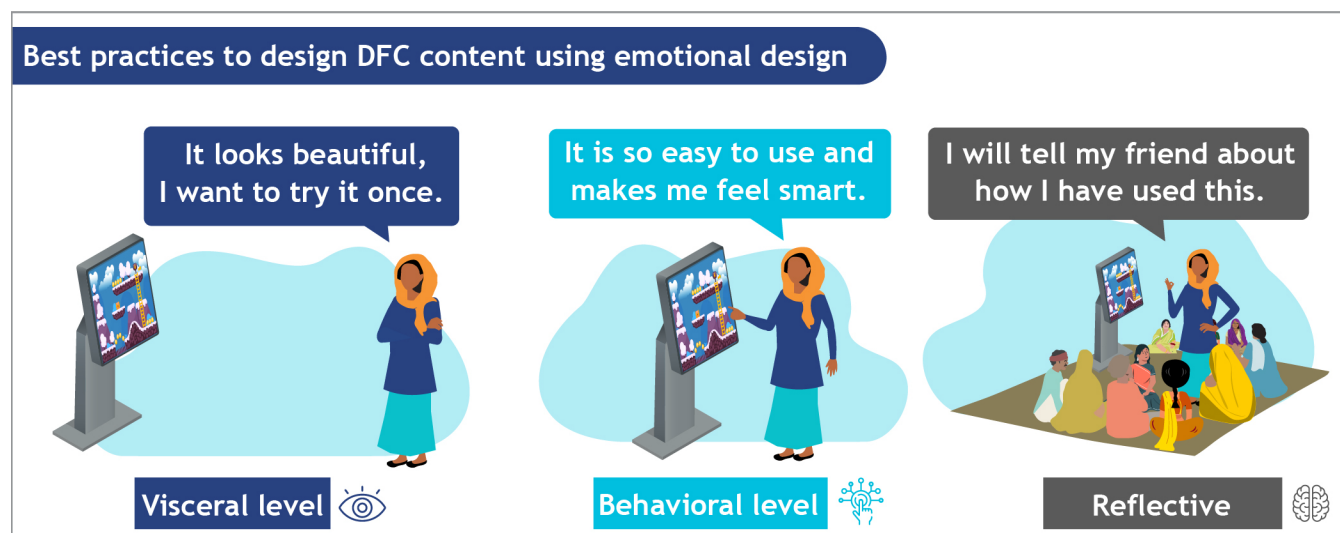 Best practices to design DFC content using emotional design
It looks beautiful,
I want to try it once.
It is so easy to use and
makes me feel smart.
I will tell my friend about
how I have used this.
Visceral level
Behavioral level
Reflective